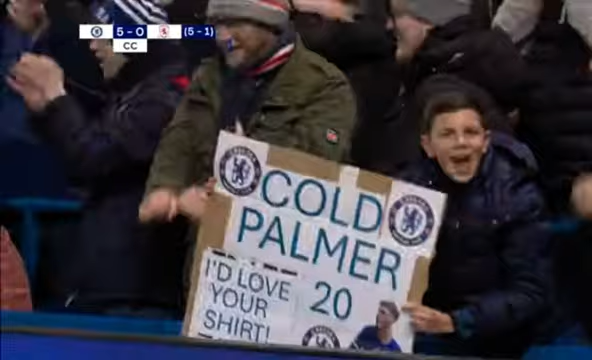 5 - 0 (5 - 1)
CC
COLD
PALMER
20
I'D LOVE
YOUR
SHIRT!